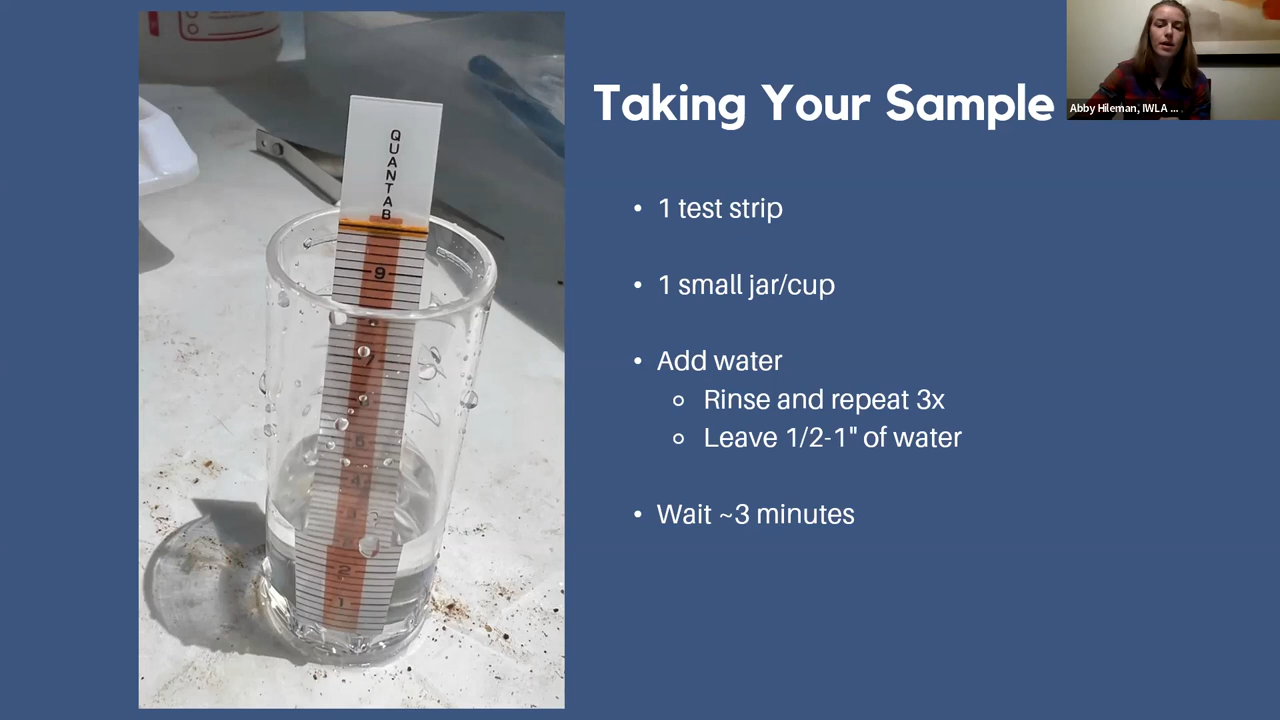 Taking Your Sample
Abby Hileman, IWLA ...
QUANTAB
9
7
6
5
4
3
2
1
• 1 test strip
• 1 small jar/cup
• Add water
○ Rinse and repeat 3x
○ Leave 1/2-1" of water
• Wait ~3 minutes